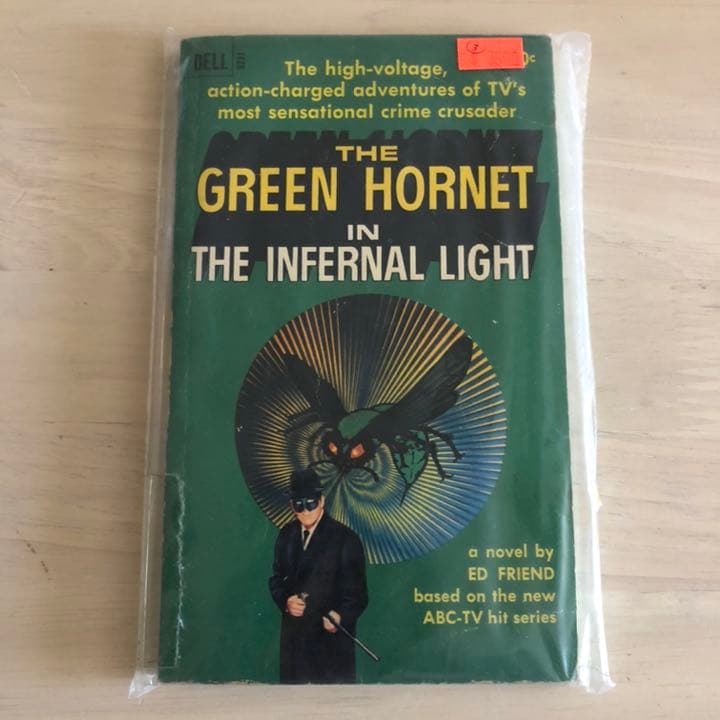 DELL
The high-voltage,
action-charged adventures of TV's
most sensational crime crusader
THE
GREEN HORNET
IN
THE INFERNAL LIGHT
a novel by
ED FRIEND
based on the new
ABC-TV hit series